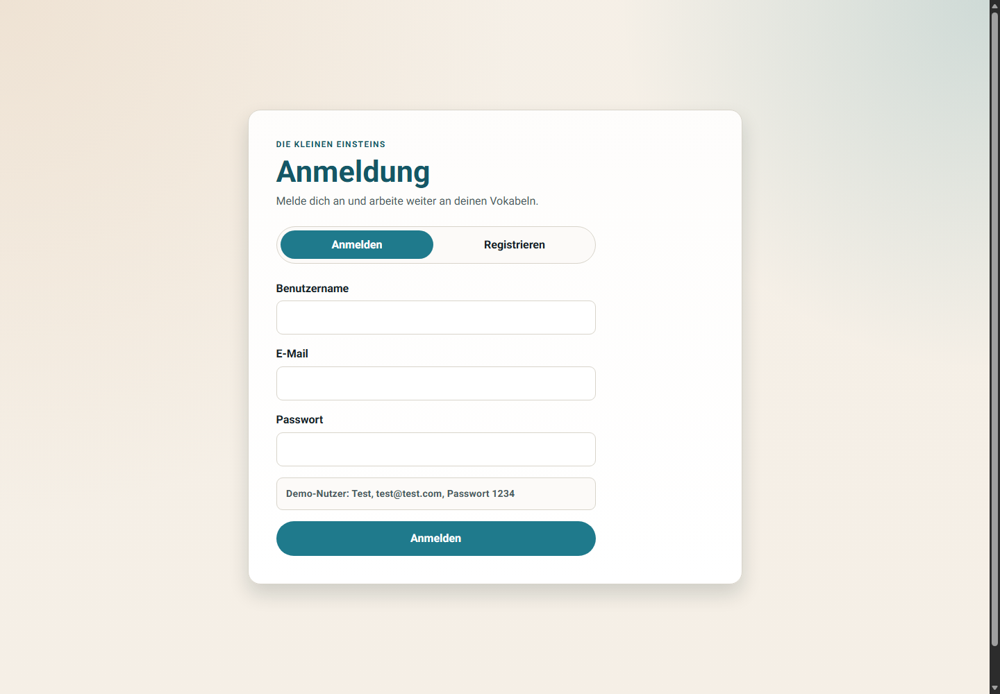 DIE KLEINEN EINSTEINS
Anmeldung
Melde dich an und arbeite weiter an deinen Vokabeln.
Anmelden Registrieren
Benutzername
E-Mail
Passwort
Demo-Nutzer: Test, test@test.com, Passwort 1234
Anmelden